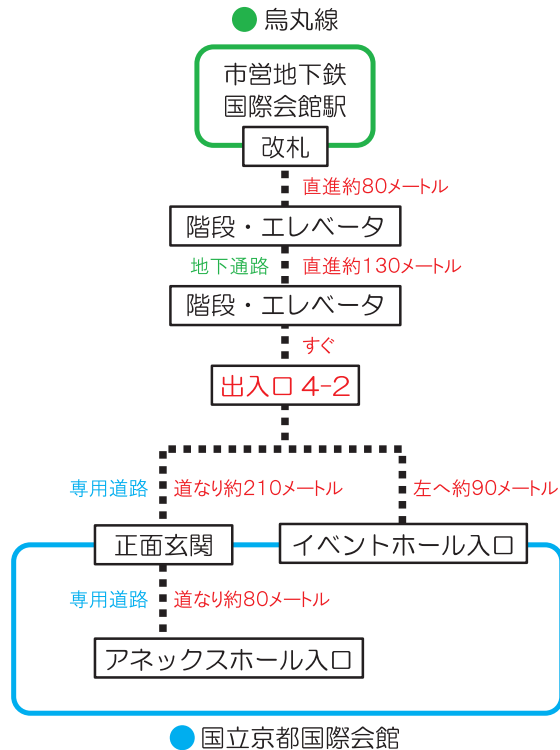 烏丸線
市営地下鉄
国際会館駅
改札
直進約80メートル
階段・エレベータ
地下通路 直進約130メートル
階段・エレベータ
すぐ
出入口 4-2
専用道路 道なり約210メートル 左へ約90メートル
正面玄関 イベントホール入口
専用道路 道なり約80メートル
アネックスホール入口
国立京都国際会館